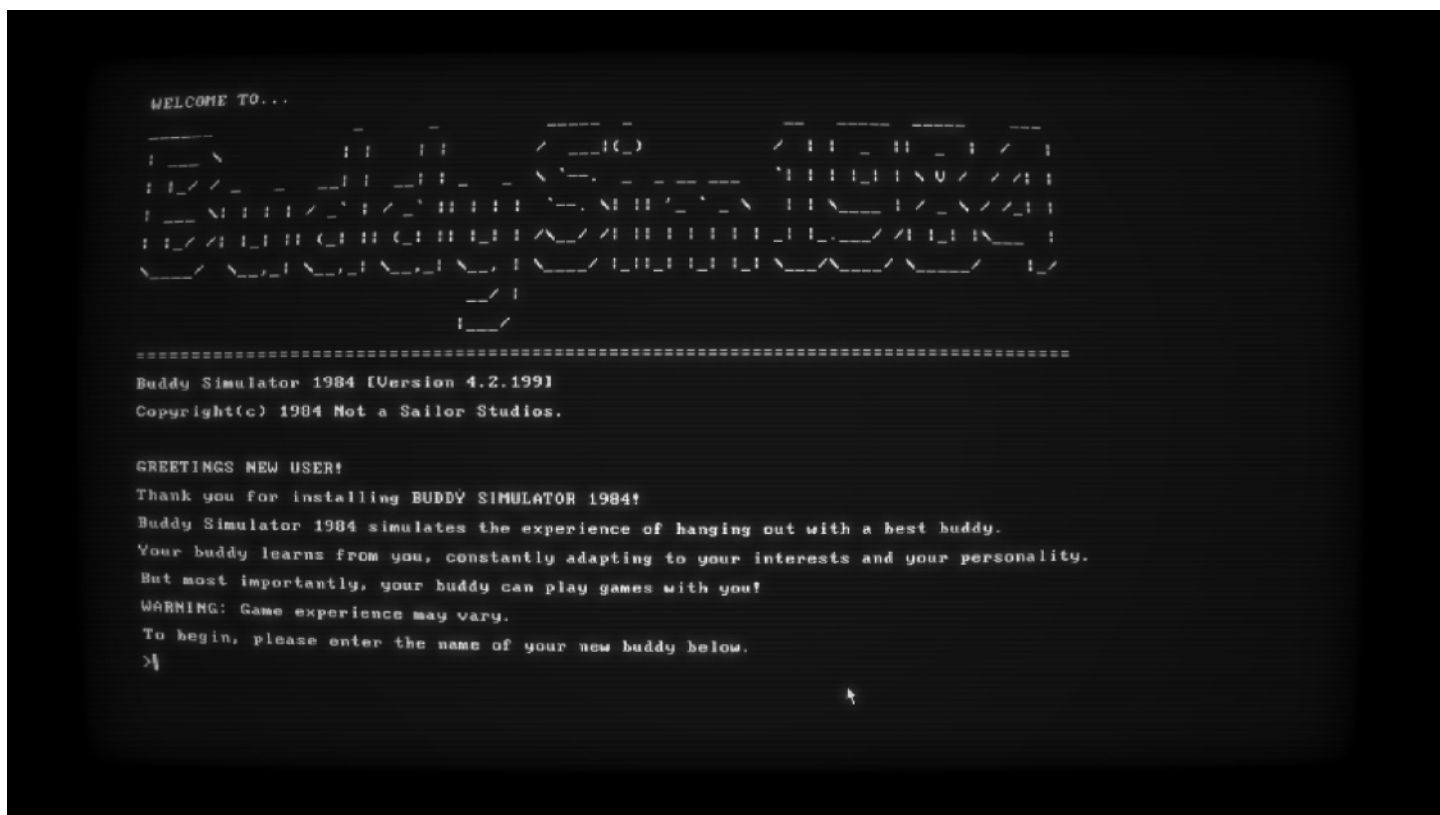 WELCOME TO...
BuddySim1984
Buddy Simulator 1984 [Version 4.2.199]
Copyright(c) 1984 Not a Sailor Studios.
GREETINGS NEW USER!
Thank you for installing BUDDY SIMULATOR 1984!
Buddy Simulator 1984 simulates the experience of hanging out with a best buddy.
Your buddy learns from you, constantly adapting to your interests and your personality.
But most importantly, your buddy can play games with you!
WARNING: Game experience may vary.
To begin, please enter the name of your new buddy below.
>